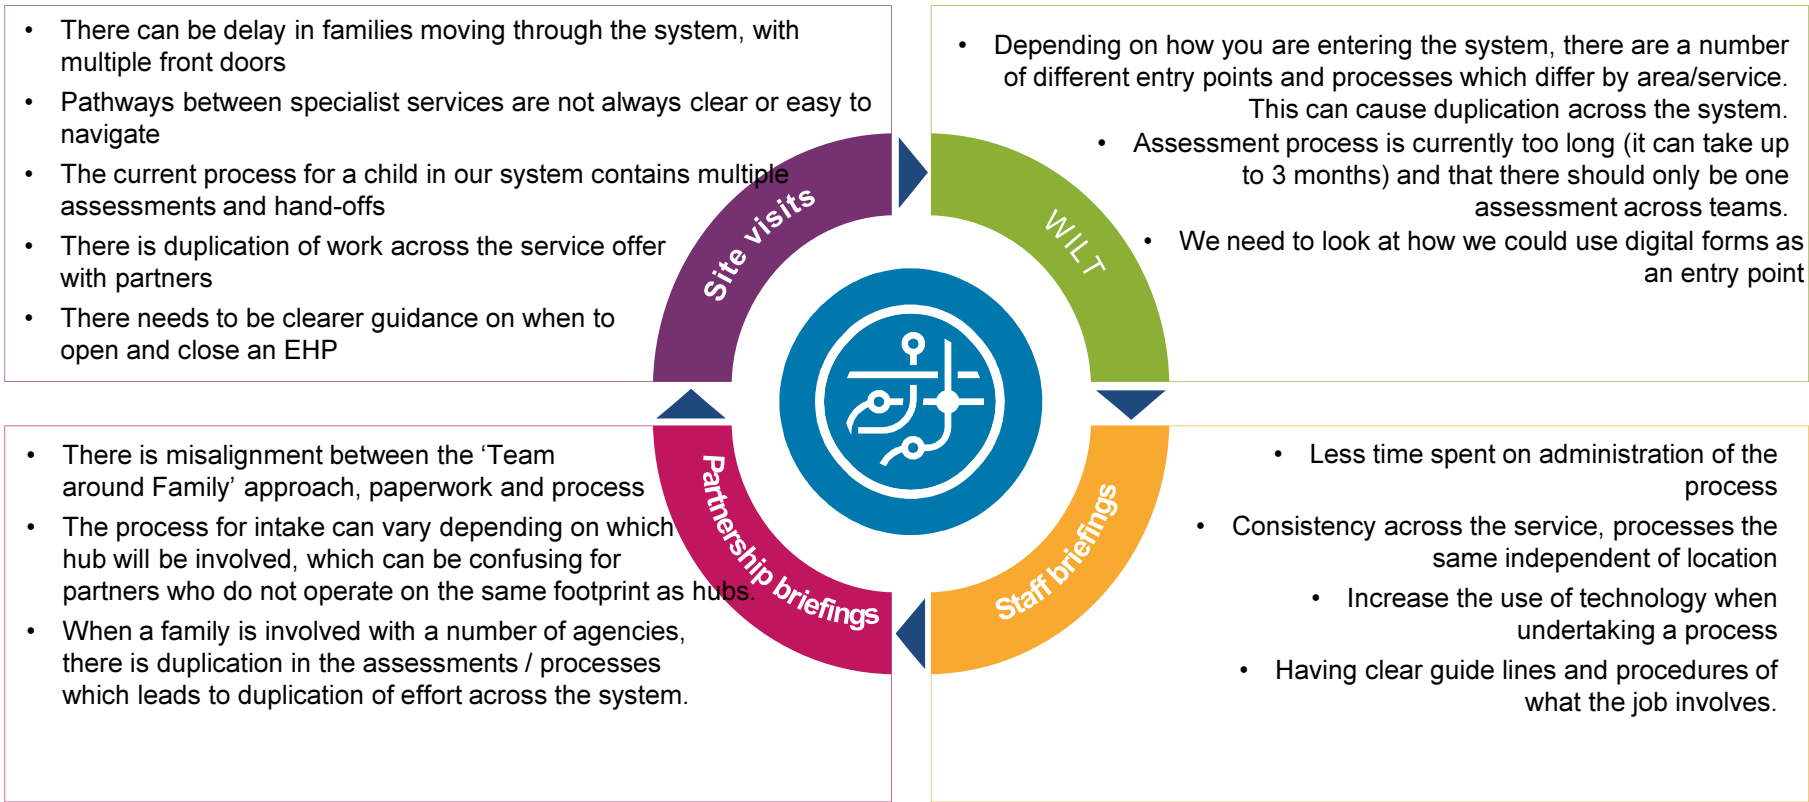 • There can be delay in families moving through the system, with
multiple front doors
• Pathways between specialist services are not always clear or easy to
navigate
• The current process for a child in our system contains multiple
assessments and hand-offs
• There is duplication of work across the service offer
with partners
• There needs to be clearer guidance on when to
open and close an EHP
Site visits
• Depending on how you are entering the system, there are a number
of different entry points and processes which differ by area/service.
This can cause duplication across the system.
• Assessment process is currently too long (it can take up
to 3 months) and that there should only be one
assessment across teams.
• We need to look at how we could use digital forms as
an entry point
WILT
• There is misalignment between the ‘Team
around Family’ approach, paperwork and process
• The process for intake can vary depending on which
hub will be involved, which can be confusing for
partners who do not operate on the same footprint as hubs.
• When a family is involved with a number of agencies,
there is duplication in the assessments / processes
which leads to duplication of effort across the system.
Partnership briefings
• Less time spent on administration of the
process
• Consistency across the service, processes the
same independent of location
• Increase the use of technology when
undertaking a process
• Having clear guide lines and procedures of
what the job involves.
Staff briefings